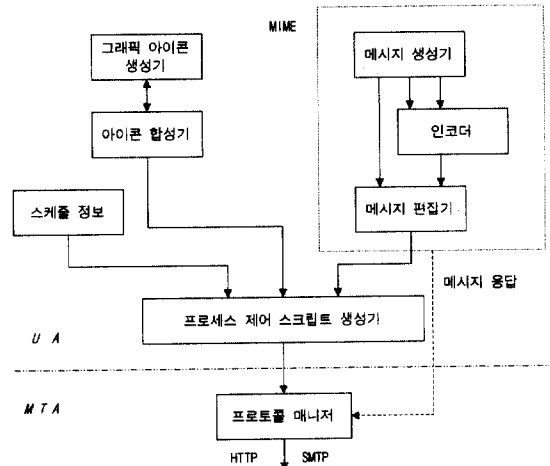 MIME
그래픽 아이콘
생성기
메시지 생성기
아이콘 합성기
인코더
스케줄 정보
메시지 편집기
메시지 응답
프로세스 제어 스크립트 생성기
U A
M T A
프로토콜 매니저
HTTP SMTP